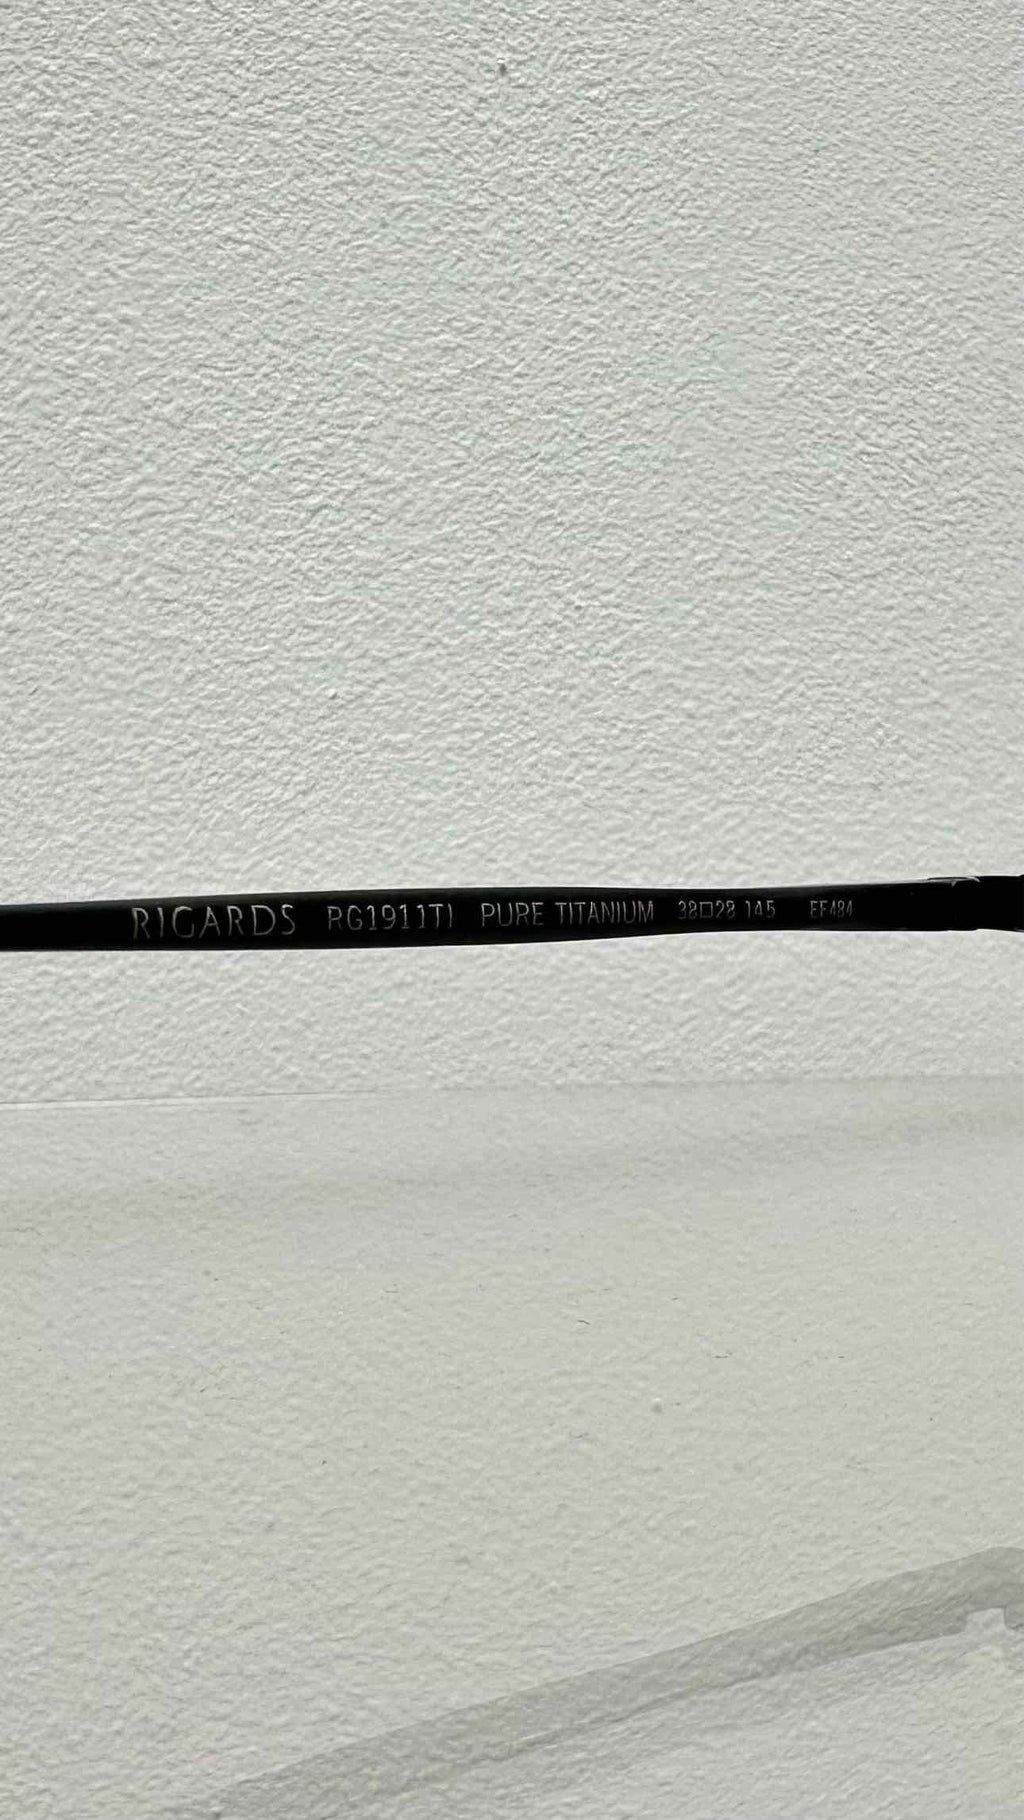 RIGARDS RG1911TI PURE TITANIUM 38□28 145 EF484